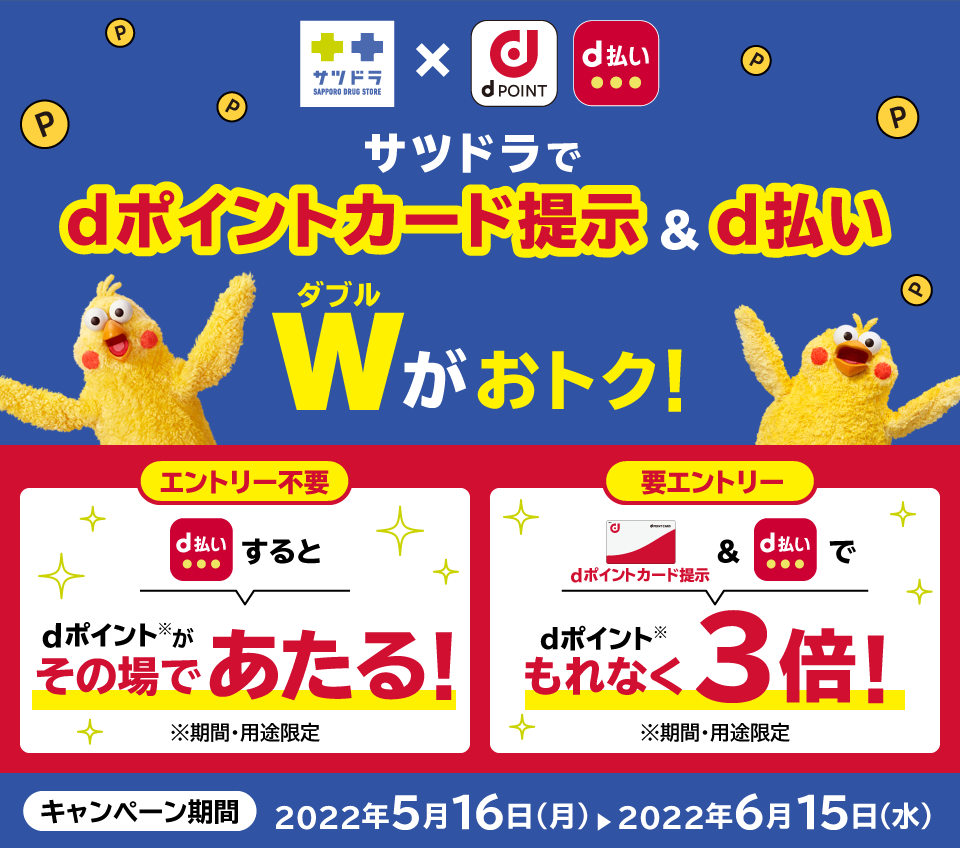 P
P
P
P
P
P
サツドラ
SAPPORO DRUG STORE
×
d POINT
d払い
サツドラで
dポイントカード提示 & d払い
ダブル
Wがおトク!
エントリー不要
d払い すると
dポイント※が
その場で あたる!
※期間・用途限定
要エントリー
d POINT CARD
dポイントカード提示
& d払い で
dポイント※
もれなく 3倍!
※期間・用途限定
キャンペーン期間 2022年5月16日(月)▶2022年6月15日(水)